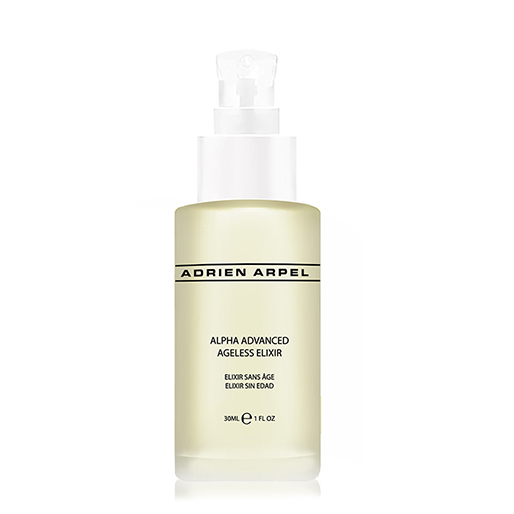 ADRIEN ARPEL
ALPHA ADVANCED
AGELESS ELIXIR
ELIXIR SANS ÂGE
ELIXIR SIN EDAD
30ML e 1 FL OZ